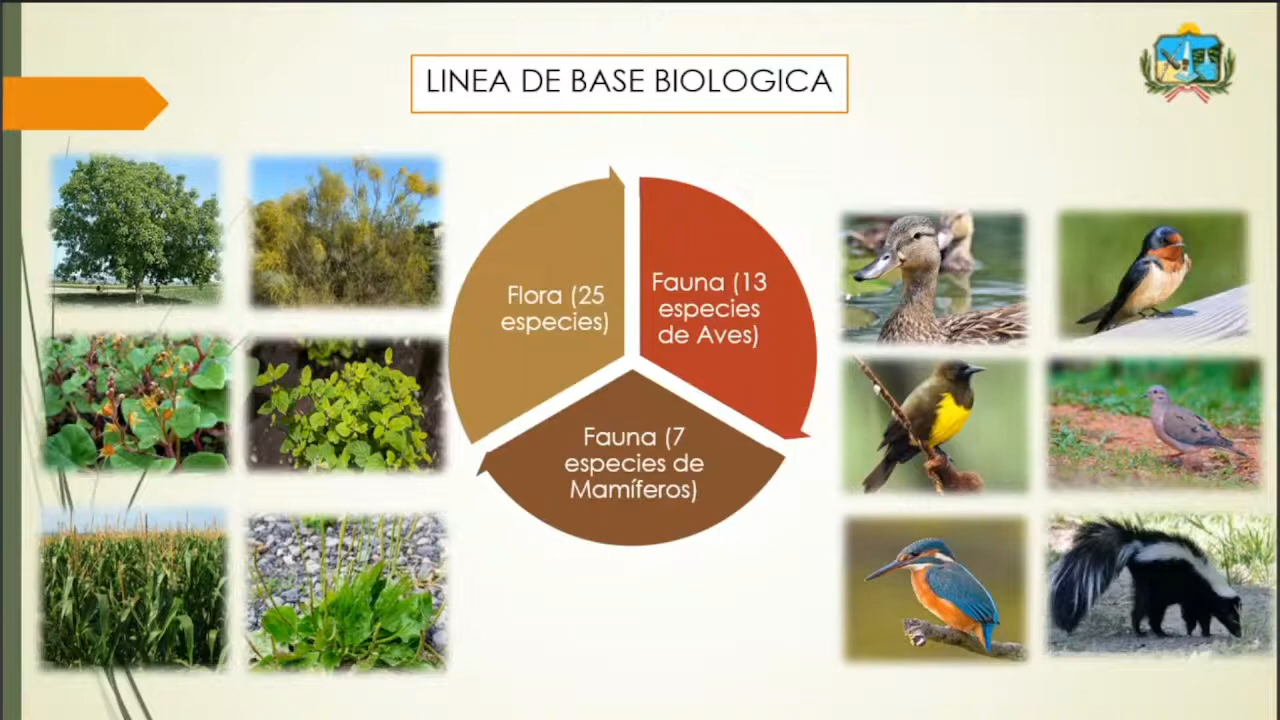 LINEA DE BASE BIOLOGICA
Flora (25
especies)
Fauna (13
especies
de Aves)
Fauna (7
especies de
Mamíferos)